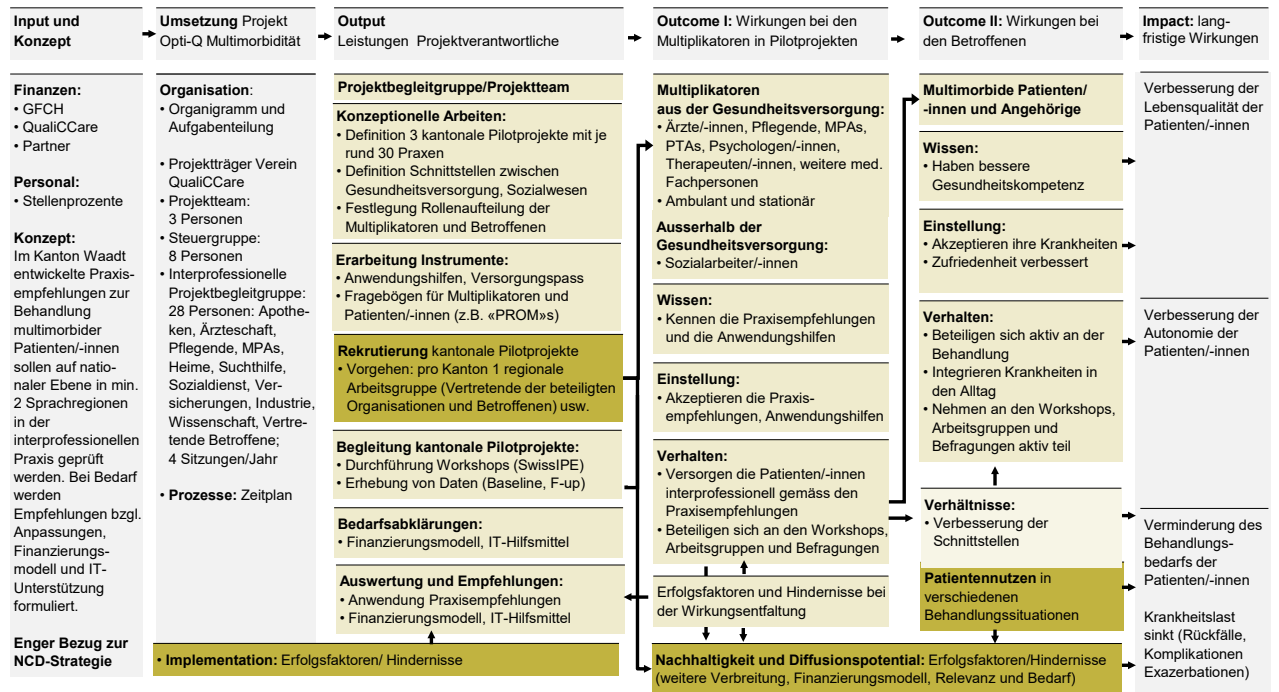 Input und
Konzept
Umsetzung Projekt
Opti-Q Multimorbidität
Output
Leistungen Projektverantwortliche
Outcome I: Wirkungen bei den
Multiplikatoren in Pilotprojekten
Outcome II: Wirkungen bei
den Betroffenen
Impact: lang-
fristige Wirkungen
Finanzen:
• GFCH
• QualiCCare
• Partner
Personal:
• Stellenprozente
Konzept:
Im Kanton Waadt
entwickelte Praxis-
empfehlungen zur
Behandlung
multimorbider
Patienten/-innen
sollen auf natio-
naler Ebene in min.
2 Sprachregionen
in der
interprofessionellen
Praxis geprüft
werden. Bei Bedarf
werden
Empfehlungen bzgl.
Anpassungen,
Finanzierungs-
modell und IT-
Unterstützung
formuliert.
Enger Bezug zur
NCD-Strategie
Organisation:
• Organigramm und
Aufgabenteilung
• Projektträger Verein
QualiCCare
• Projektteam:
3 Personen
• Steuergruppe:
8 Personen
• Interprofessionelle
Projektbegleitgruppe:
28 Personen: Apothe-
ken, Ärzteschaft,
Pflegende, MPAs,
Heime, Suchthilfe,
Sozialdienst, Ver-
sicherungen, Industrie,
Wissenschaft, Vertre-
tende Betroffene;
4 Sitzungen/Jahr
• Prozesse: Zeitplan
• Implementation: Erfolgsfaktoren/ Hindernisse
Projektbegleitgruppe/Projektteam
Konzeptionelle Arbeiten:
• Definition 3 kantonale Pilotprojekte mit je
rund 30 Praxen
• Definition Schnittstellen zwischen
Gesundheitsversorgung, Sozialwesen
• Festlegung Rollenaufteilung der
Multiplikatoren und Betroffenen
Erarbeitung Instrumente:
• Anwendungshilfen, Versorgungspass
• Fragebögen für Multiplikatoren und
Patienten/-innen (z.B. «PROM»s)
Rekrutierung kantonale Pilotprojekte
• Vorgehen: pro Kanton 1 regionale
Arbeitsgruppe (Vertretende der beteiligten
Organisationen und Betroffenen) usw.
Begleitung kantonale Pilotprojekte:
• Durchführung Workshops (SwissIPE)
• Erhebung von Daten (Baseline, F-up)
Bedarfsabklärungen:
• Finanzierungsmodell, IT-Hilfsmittel
Auswertung und Empfehlungen:
• Anwendung Praxisempfehlungen
• Finanzierungsmodell, IT-Hilfsmittel
Multiplikatoren
aus der Gesundheitsversorgung:
• Ärzte/-innen, Pflegende, MPAs,
PTAs, Psychologen/-innen,
Therapeuten/-innen, weitere med.
Fachpersonen
• Ambulant und stationär
Ausserhalb der
Gesundheitsversorgung:
• Sozialarbeiter/-innen
Wissen:
• Kennen die Praxisempfehlungen
und die Anwendungshilfen
Einstellung:
• Akzeptieren die Praxis-
empfehlungen, Anwendungshilfen
Verhalten:
• Versorgen die Patienten/-innen
interprofessionell gemäss den
Praxisempfehlungen
• Beteiligen sich an den Workshops,
Arbeitsgruppen und Befragungen
Erfolgsfaktoren und Hindernisse bei
der Wirkungsentfaltung
Nachhaltigkeit und Diffusionspotential: Erfolgsfaktoren/Hindernisse
(weitere Verbreitung, Finanzierungsmodell, Relevanz und Bedarf)
Multimorbide Patienten/
-innen und Angehörige
Wissen:
• Haben bessere
Gesundheitskompetenz
Einstellung:
• Akzeptieren ihre Krankheiten
• Zufriedenheit verbessert
Verhalten:
• Beteiligen sich aktiv an der
Behandlung
• Integrieren Krankheiten in
den Alltag
• Nehmen an den Workshops,
Arbeitsgruppen und
Befragungen aktiv teil
Verhältnisse:
• Verbesserung der
Schnittstellen
Patientennutzen in
verschiedenen
Behandlungssituationen
Verbesserung der
Lebensqualität der
Patienten/-innen
Verbesserung der
Autonomie der
Patienten/-innen
Verminderung des
Behandlungs-
bedarfs der
Patienten/-innen
Krankheitslast
sinkt (Rückfälle,
Komplikationen
Exazerbationen)